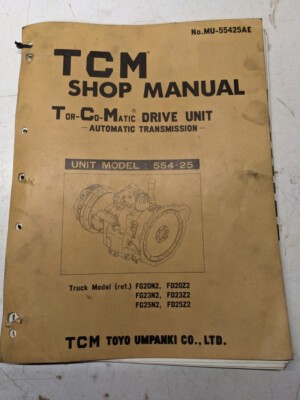 No.MU-55425AE
TCM
SHOP MANUAL
TOR-CO-MATIC DRIVE UNIT
—AUTOMATIC TRANSMISSION—
UNIT MODEL : 554-25
Truck Model (ref.) FG20N2, FD20Z2
FG23N2, FD23Z2
FG25N2, FD25Z2
TCM TOYO UMPANKI CO., LTD.